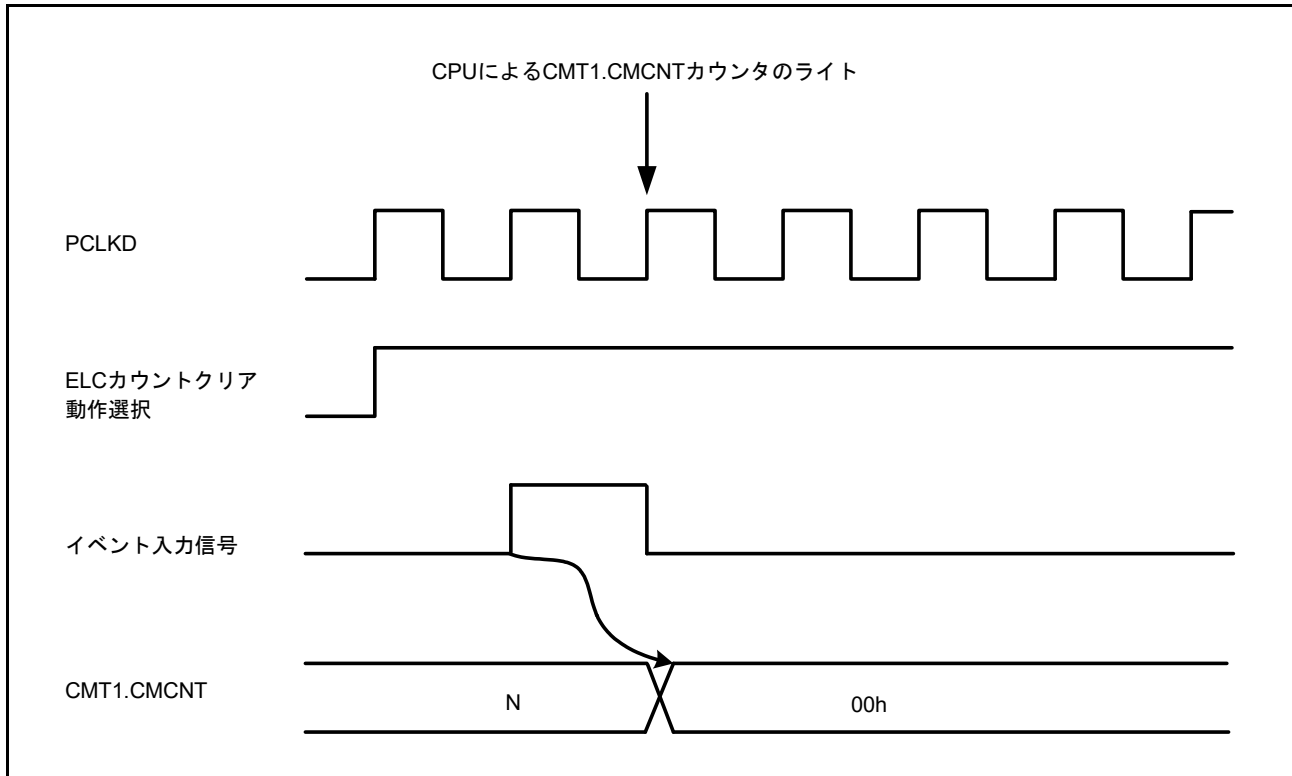 CPUによるCMT1.CMCNTカウンタのライト
PCLKD
ELCカウントクリア
動作選択
イベント入力信号
CMT1.CMCNT
N
00h